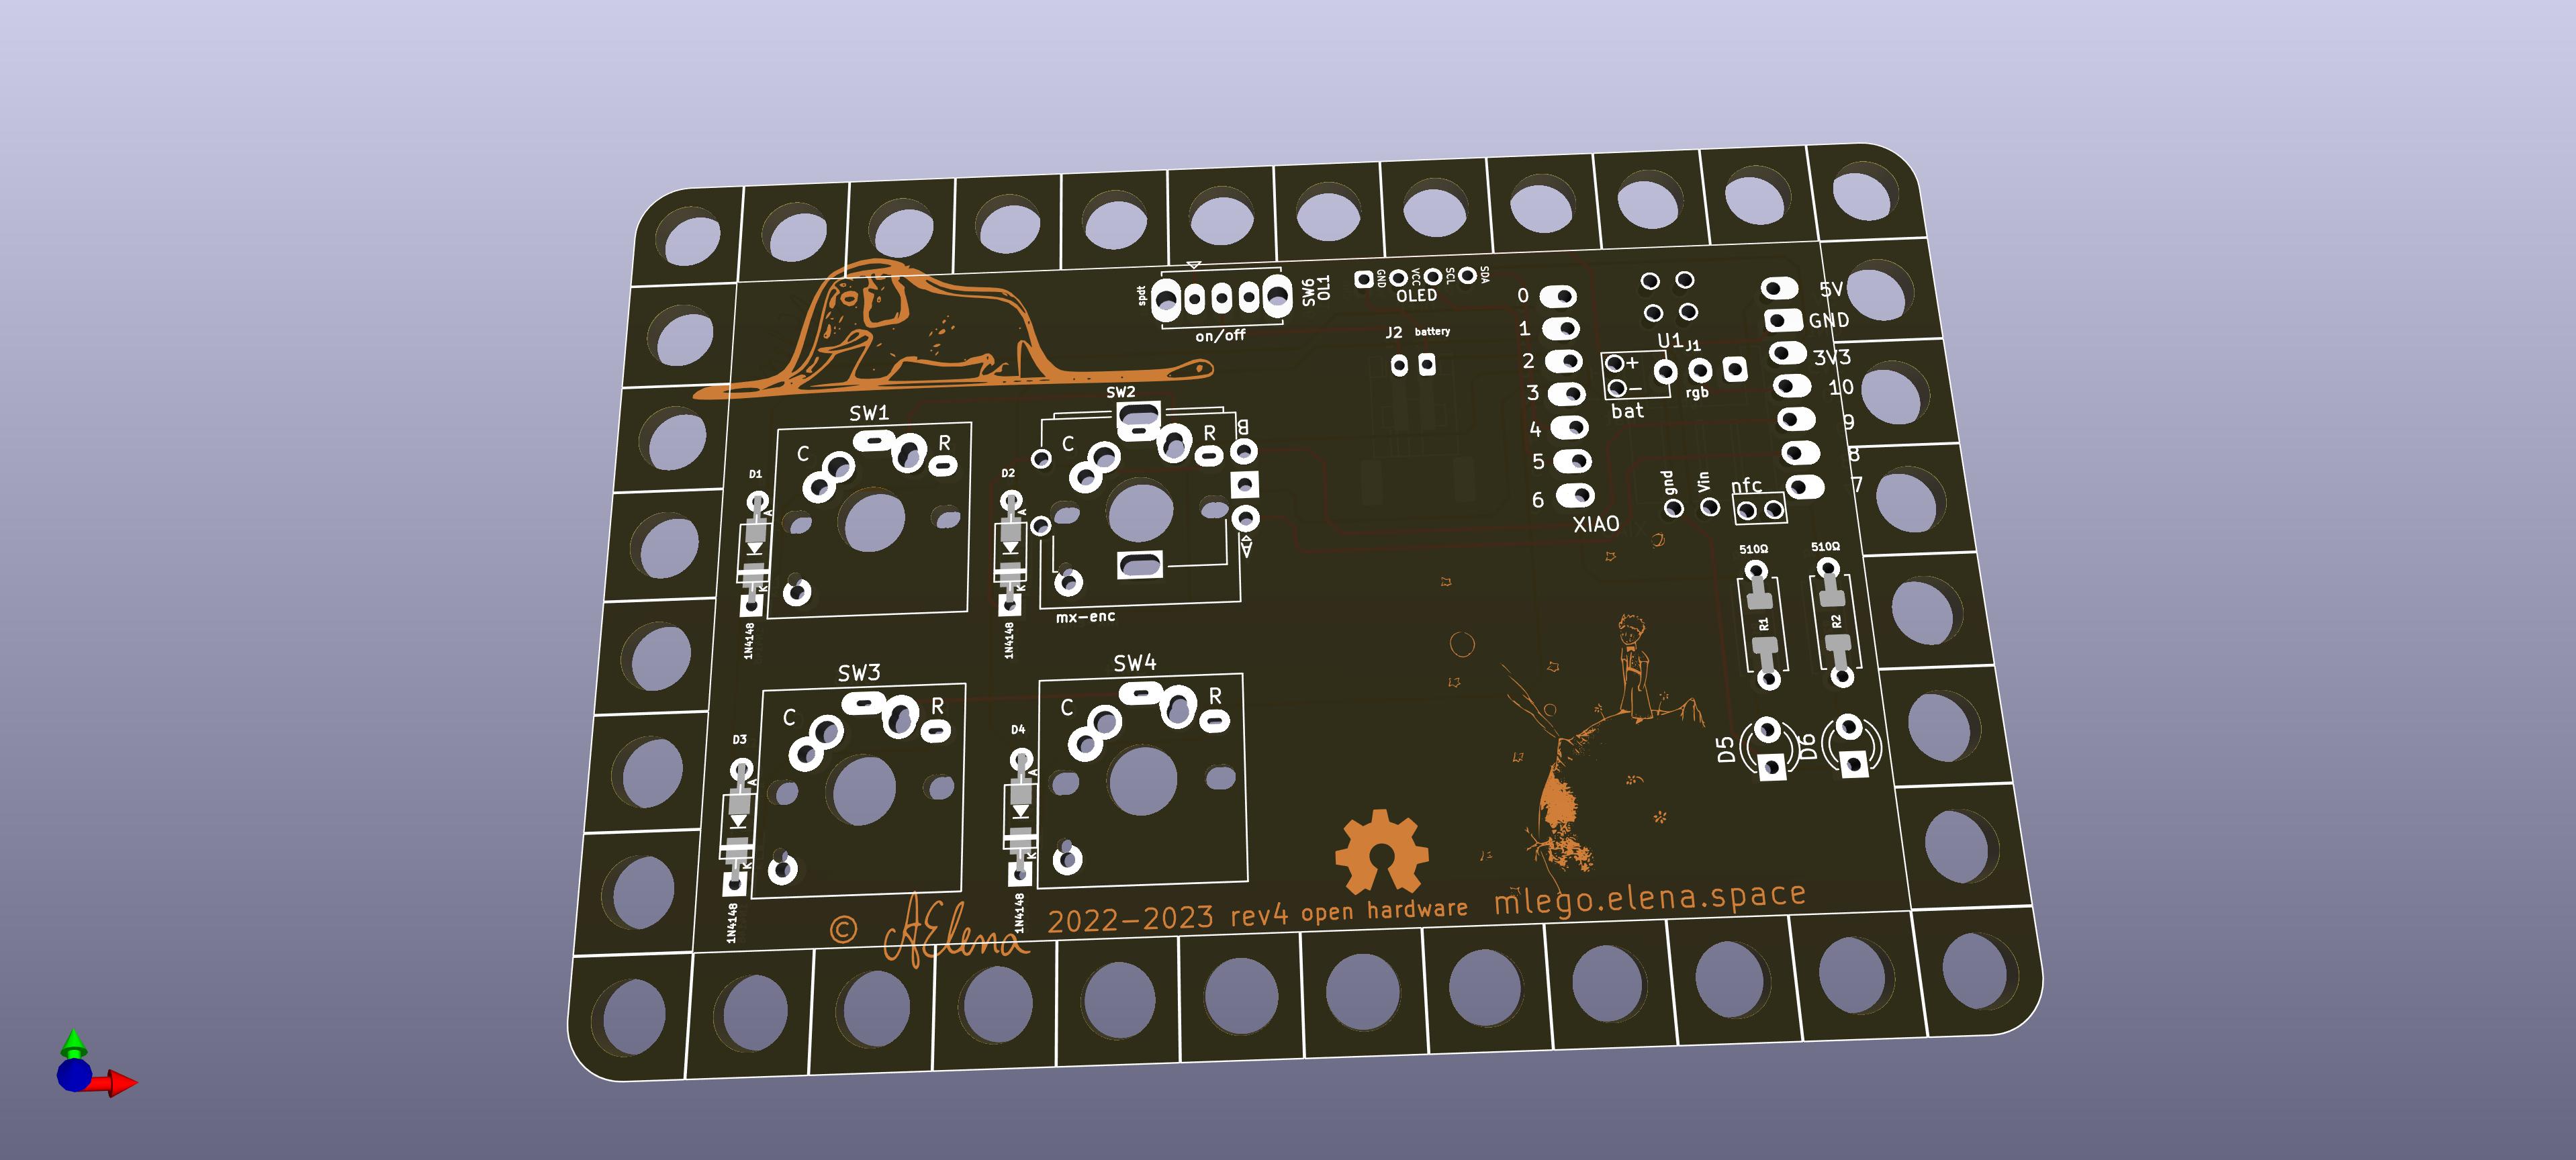 spdt
SW6
OL1
on/off
GND
VCC
SCL
SDA
OLED
J2 battery
0
1
2
3
4
5
6
XIAO
U1
J1
+
-
bat
rgb
5V
GND
3V3
10
9
8
7
gnd
Vin
nfc
SW1
C
R
D1
A
K
1N4148
SW2
C
R
B
A
D2
A
K
1N4148
mx-enc
510Ω
R1
510Ω
R2
SW3
C
R
D3
A
K
1N4148
SW4
C
R
D4
A
K
1N4148
D5
D6
© AElena 2022-2023 rev4 open hardware mlego.elena.space